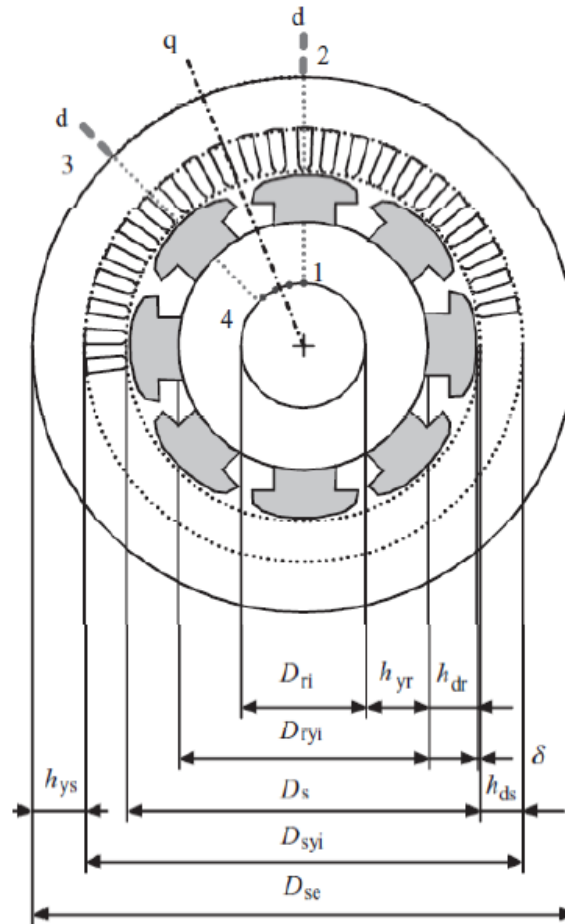 d
q
2
d
3
1
4
D_ri
h_yr
h_dr
D_ryi
δ
h_ys
D_s
h_ds
D_syi
D_se